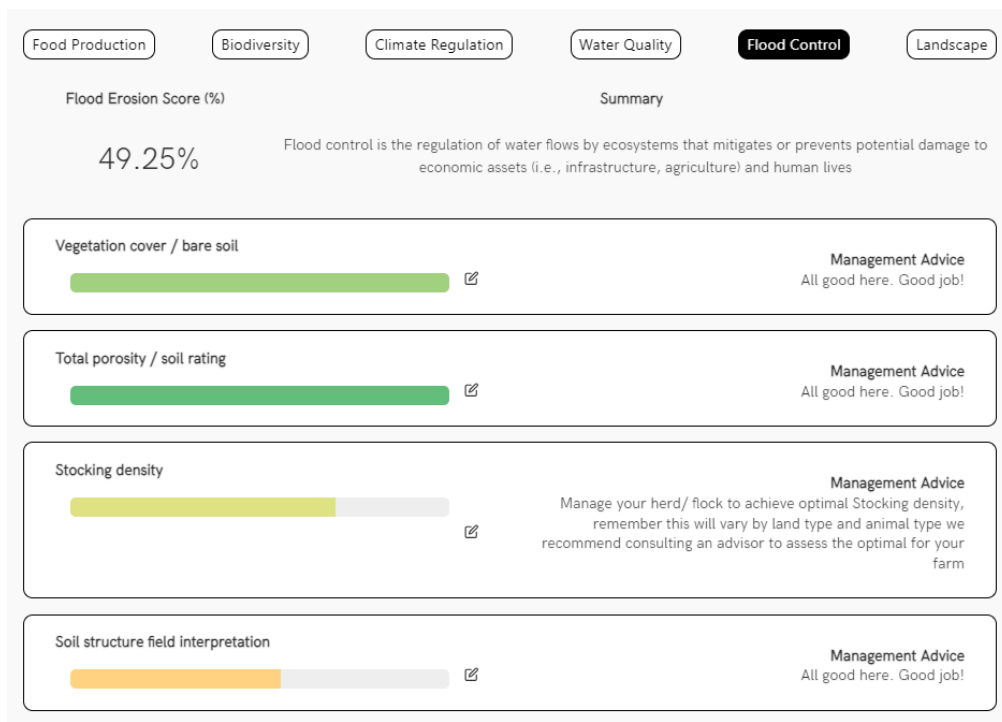 Food Production
Biodiversity
Climate Regulation
Water Quality
Flood Control
Landscape
Flood Erosion Score (%)
Summary
49.25%
Flood control is the regulation of water flows by ecosystems that mitigates or prevents potential damage to
economic assets (i.e., infrastructure, agriculture) and human lives
Vegetation cover / bare soil
Management Advice
All good here. Good job!
Total porosity / soil rating
Management Advice
All good here. Good job!
Stocking density
Management Advice
Manage your herd/ flock to achieve optimal Stocking density,
remember this will vary by land type and animal type we
recommend consulting an advisor to assess the optimal for your
farm
Soil structure field interpretation
Management Advice
All good here. Good job!